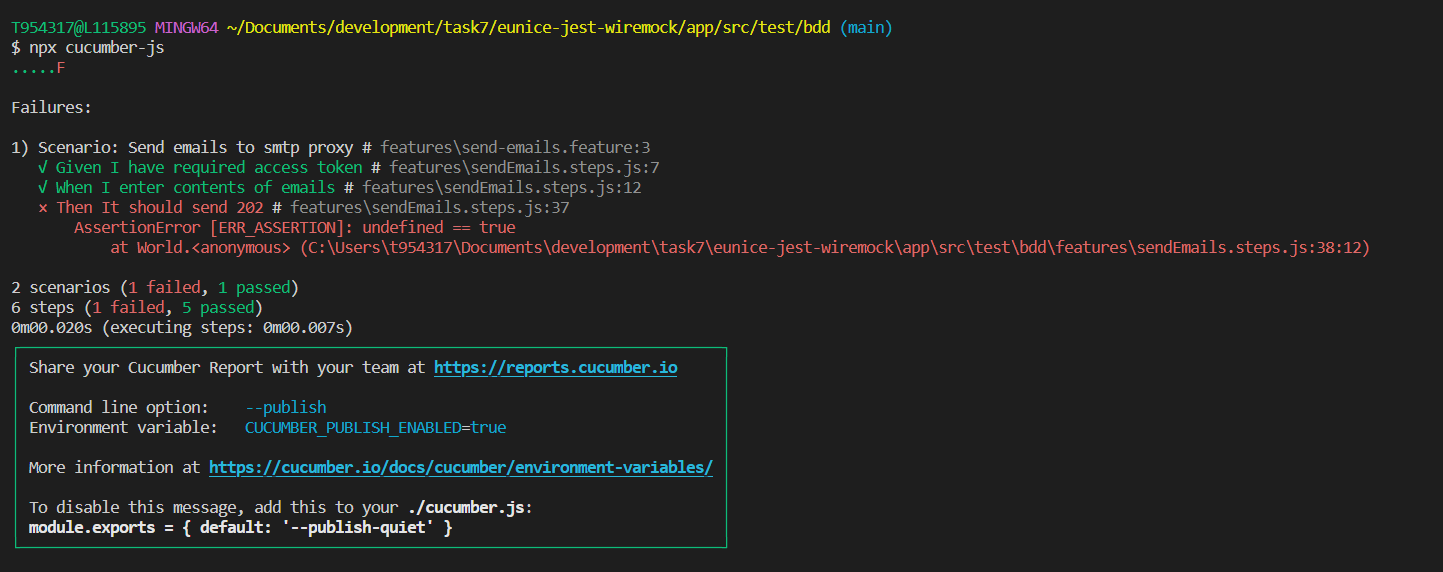 T954317@L115895 MINGW64 ~/Documents/development/task7/eunice-jest-wiremock/app/src/test/bdd (main)
$ npx cucumber-js
.....F
Failures:
1) Scenario: Send emails to smtp proxy # features\send-emails.feature:3
√ Given I have required access token # features\sendEmails.steps.js:7
√ When I enter contents of emails # features\sendEmails.steps.js:12
× Then It should send 202 # features\sendEmails.steps.js:37
AssertionError [ERR_ASSERTION]: undefined == true
at World.<anonymous> (C:\Users\t954317\Documents\development\task7\eunice-jest-wiremock\app\src\test\bdd\features\sendEmails.steps.js:38:12)
2 scenarios (1 failed, 1 passed)
6 steps (1 failed, 5 passed)
0m00.020s (executing steps: 0m00.007s)
Share your Cucumber Report with your team at https://reports.cucumber.io
Command line option: --publish
Environment variable: CUCUMBER_PUBLISH_ENABLED=true
More information at https://cucumber.io/docs/cucumber/environment-variables/
To disable this message, add this to your ./cucumber.js:
module.exports = { default: '--publish-quiet' }